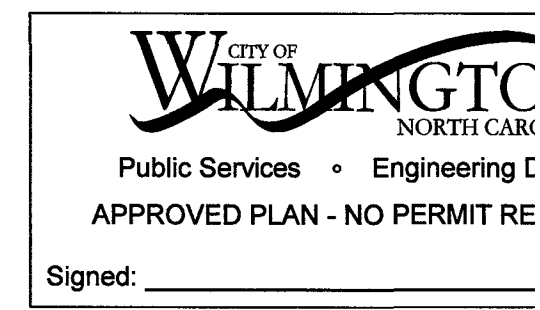 CITY OF
WILMINGTO
NORTH CARO
Public Services ∘ Engineering D
APPROVED PLAN - NO PERMIT RE
Signed: